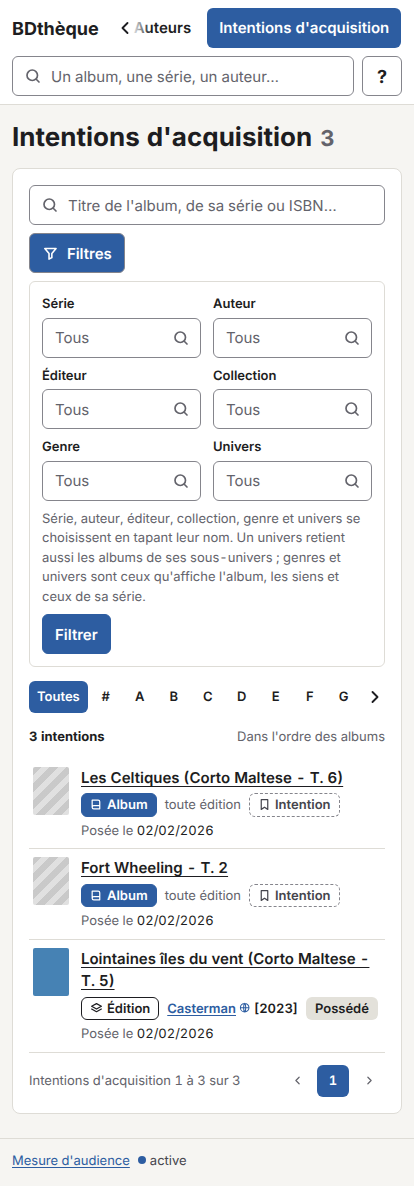 BDthèque Auteurs Intentions d'acquisition
Un album, une série, un auteur... ?
Intentions d'acquisition 3
Titre de l'album, de sa série ou ISBN...
Filtres
Série Auteur
Tous Tous
Éditeur Collection
Tous Tous
Genre Univers
Tous Tous
Série, auteur, éditeur, collection, genre et univers se
choisissent en tapant leur nom. Un univers retient
aussi les albums de ses sous-univers ; genres et
univers sont ceux qu'affiche l'album, les siens et
ceux de sa série.
Filtrer
Toutes # A B C D E F G
3 intentions Dans l'ordre des albums
Les Celtiques (Corto Maltese - T. 6)
Album toute édition Intention
Posée le 02/02/2026
Fort Wheeling - T. 2
Album toute édition Intention
Posée le 02/02/2026
Lointaines îles du vent (Corto Maltese -
T. 5)
Édition Casterman [2023] Possédé
Posée le 02/02/2026
Intentions d'acquisition 1 à 3 sur 3 1
Mesure d'audience active